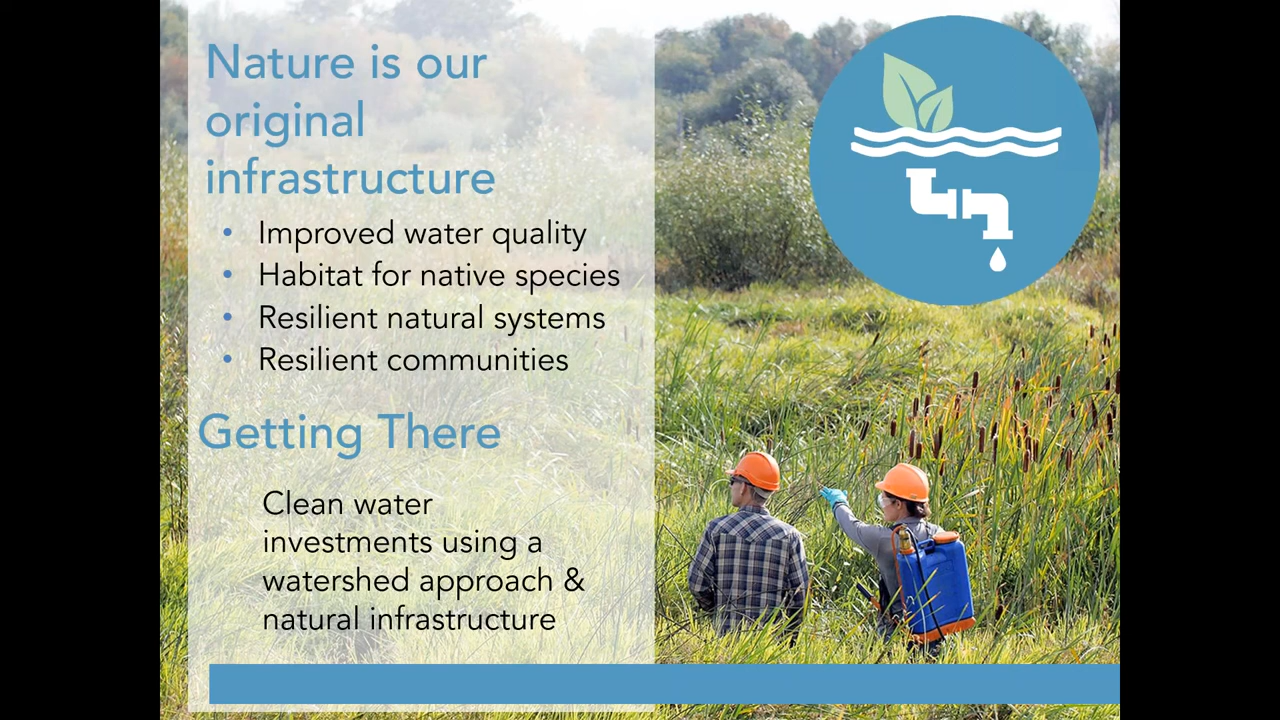 Nature is our
original
infrastructure
• Improved water quality
• Habitat for native species
• Resilient natural systems
• Resilient communities
Getting There
Clean water
investments using a
watershed approach &
natural infrastructure